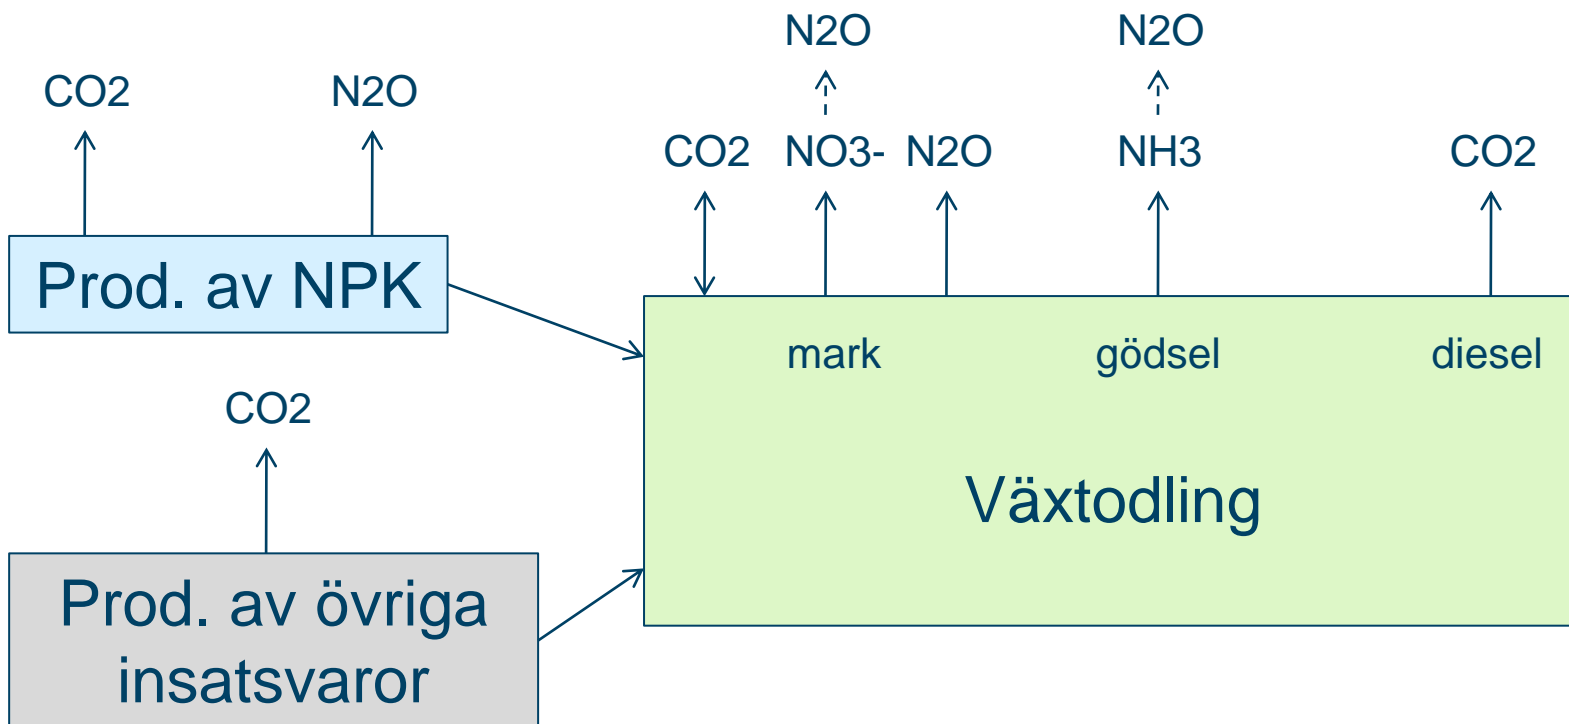 N2O N2O
CO2 N2O
CO2 NO3- N2O NH3 CO2
Prod. av NPK
mark gödsel diesel
CO2
Växtodling
Prod. av övriga
insatsvaror